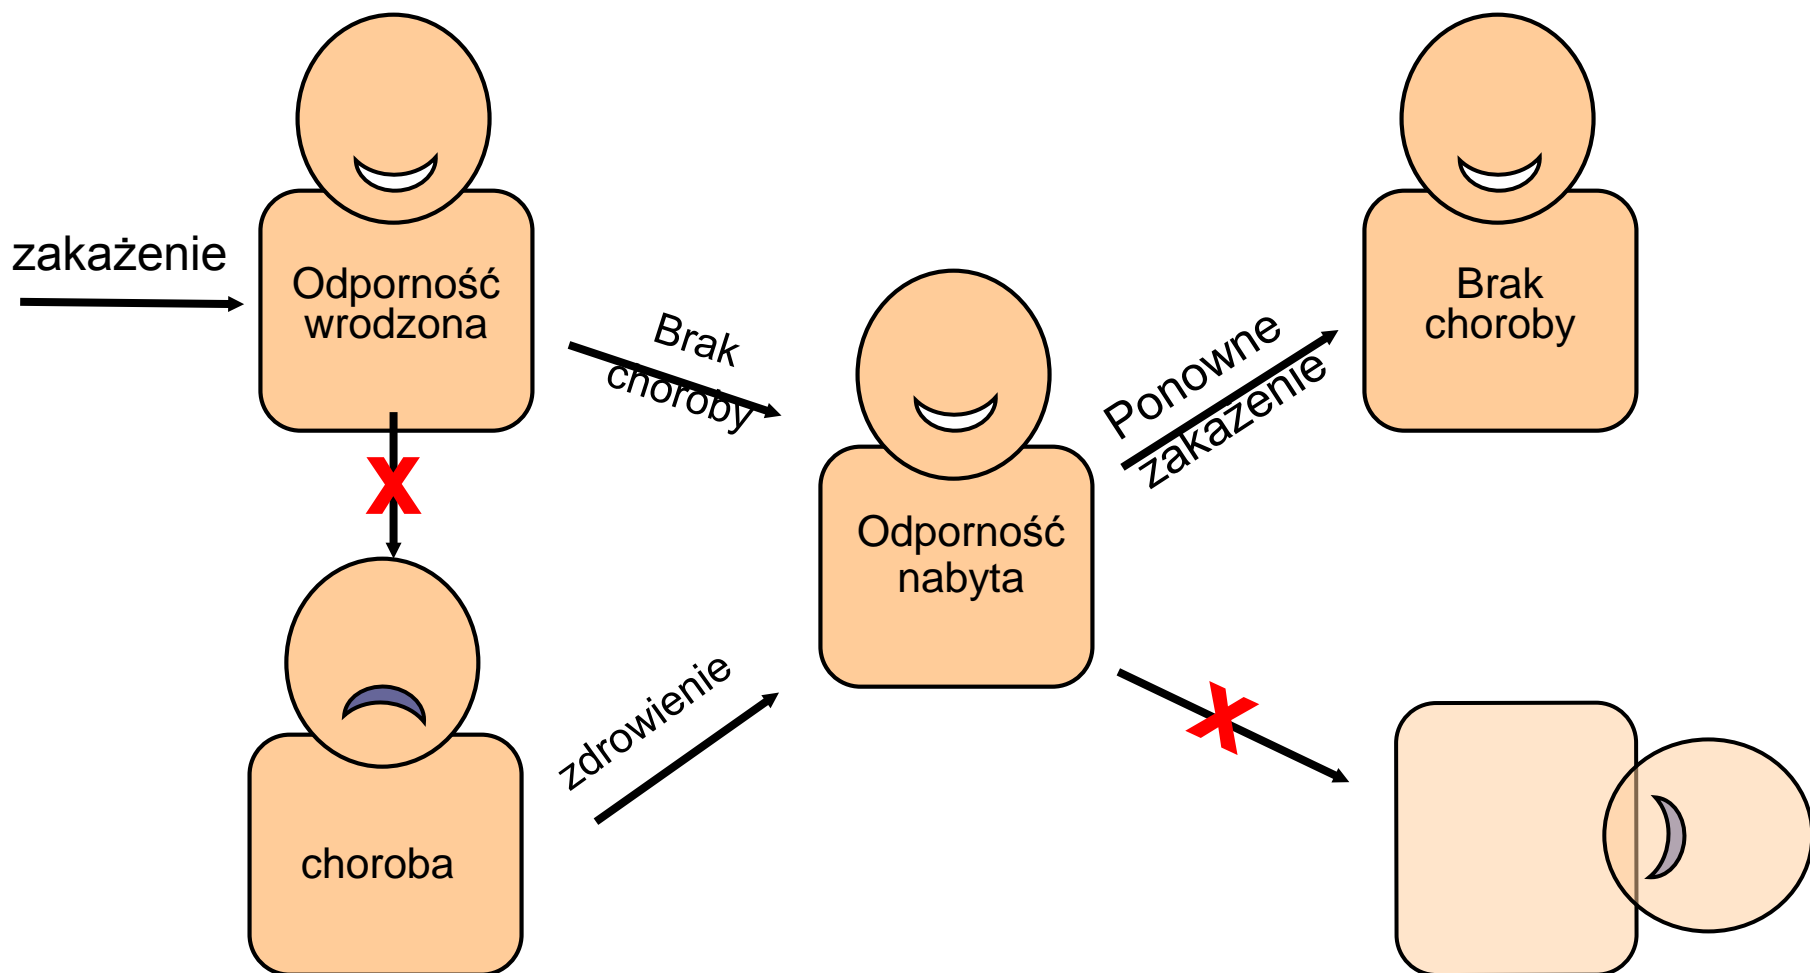 zakażenie
Odporność
wrodzona
Brak
choroby
X
choroba
zdrowienie
Odporność
nabyta
Ponowne
zakażenie
X
Brak
choroby